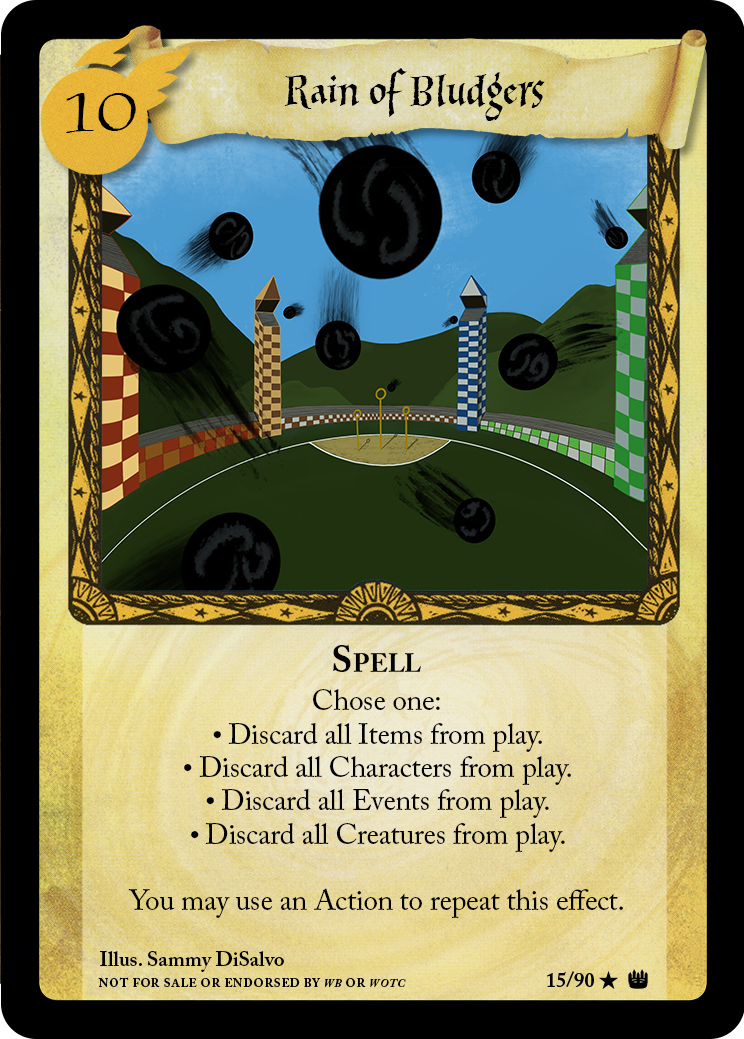 10
Rain of Bludgers
SPELL
Chose one:
• Discard all Items from play.
• Discard all Characters from play.
• Discard all Events from play.
• Discard all Creatures from play.
You may use an Action to repeat this effect.
Illus. Sammy DiSalvo
NOT FOR SALE OR ENDORSED BY WB OR WOTC
15/90 ★